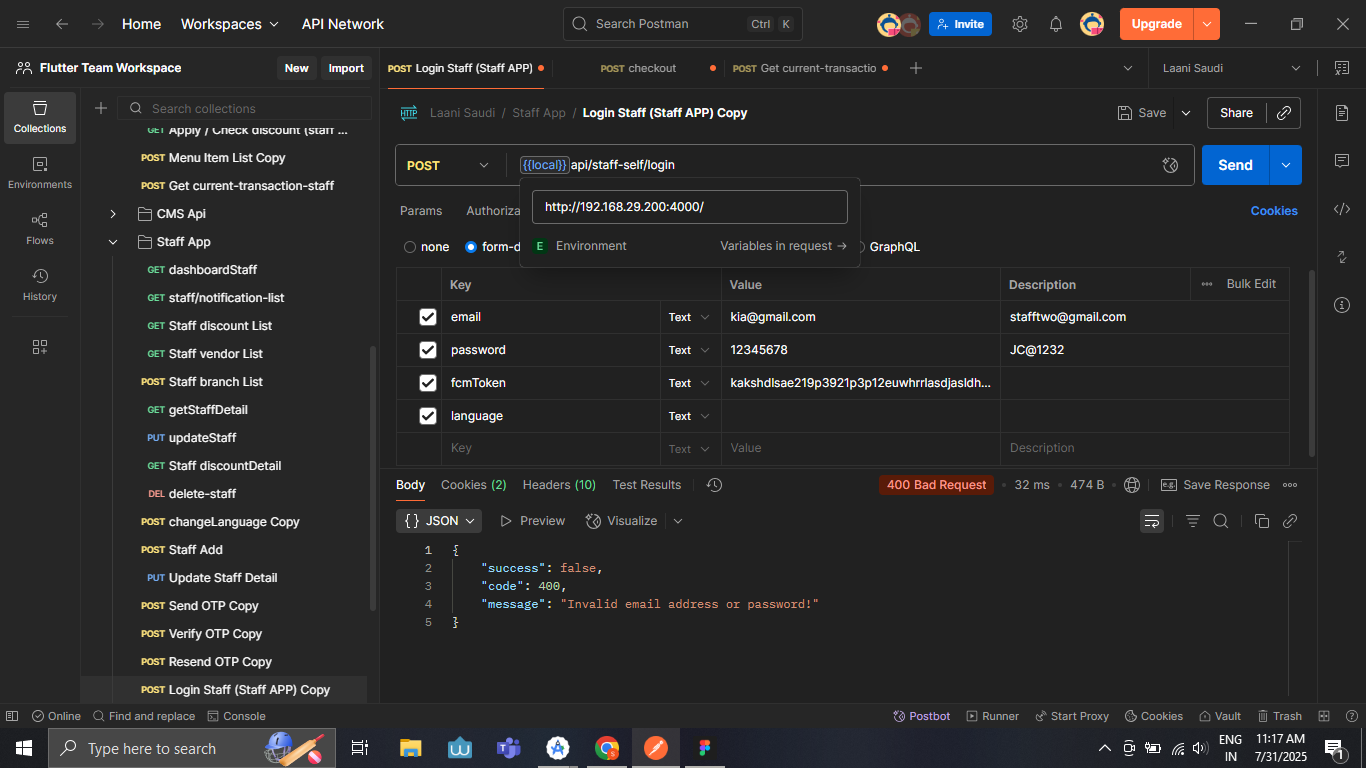 Home
Workspaces
API Network
Search Postman
Ctrl
K
Invite
Upgrade
Flutter Team Workspace
New
Import
POST Login Staff (Staff APP)
POST checkout
POST Get current-transactio
Laani Saudi
Collections
Environments
Flows
History
Search collections
GET Apply / Check discount (staff ...
POST Menu Item List Copy
POST Get current-transaction-staff
CMS Api
Staff App
GET dashboardStaff
GET staff/notification-list
GET Staff discount List
GET Staff vendor List
POST Staff branch List
GET getStaffDetail
PUT updateStaff
GET Staff discountDetail
DEL delete-staff
POST changeLanguage Copy
POST Staff Add
PUT Update Staff Detail
POST Send OTP Copy
POST Verify OTP Copy
POST Resend OTP Copy
POST Login Staff (Staff APP) Copy
HTTP Laani Saudi / Staff App / Login Staff (Staff APP) Copy
Save
Share
POST
{{local}} api/staff-self/login
Send
http://192.168.29.200:4000/
E Environment
Variables in request →
Params
Authoriza
Cookies
none
form-d
GraphQL
Key
Value
Description
Bulk Edit
email Text kia@gmail.com stafftwo@gmail.com
password Text 12345678 JC@1232
fcmToken Text kakshdlsae219p3921p3p12euwhrrlasdjasldh...
language Text
Key Text Value Description
Body
Cookies (2)
Headers (10)
Test Results
400 Bad Request
32 ms
474 B
e.g. Save Response
{} JSON
Preview
Visualize
1 {
2 "success": false,
3 "code": 400,
4 "message": "Invalid email address or password!"
5 }
Online
Find and replace
Console
Postbot
Runner
Start Proxy
Cookies
Vault
Trash
Type here to search
ENG
IN
11:17 AM
7/31/2025
1